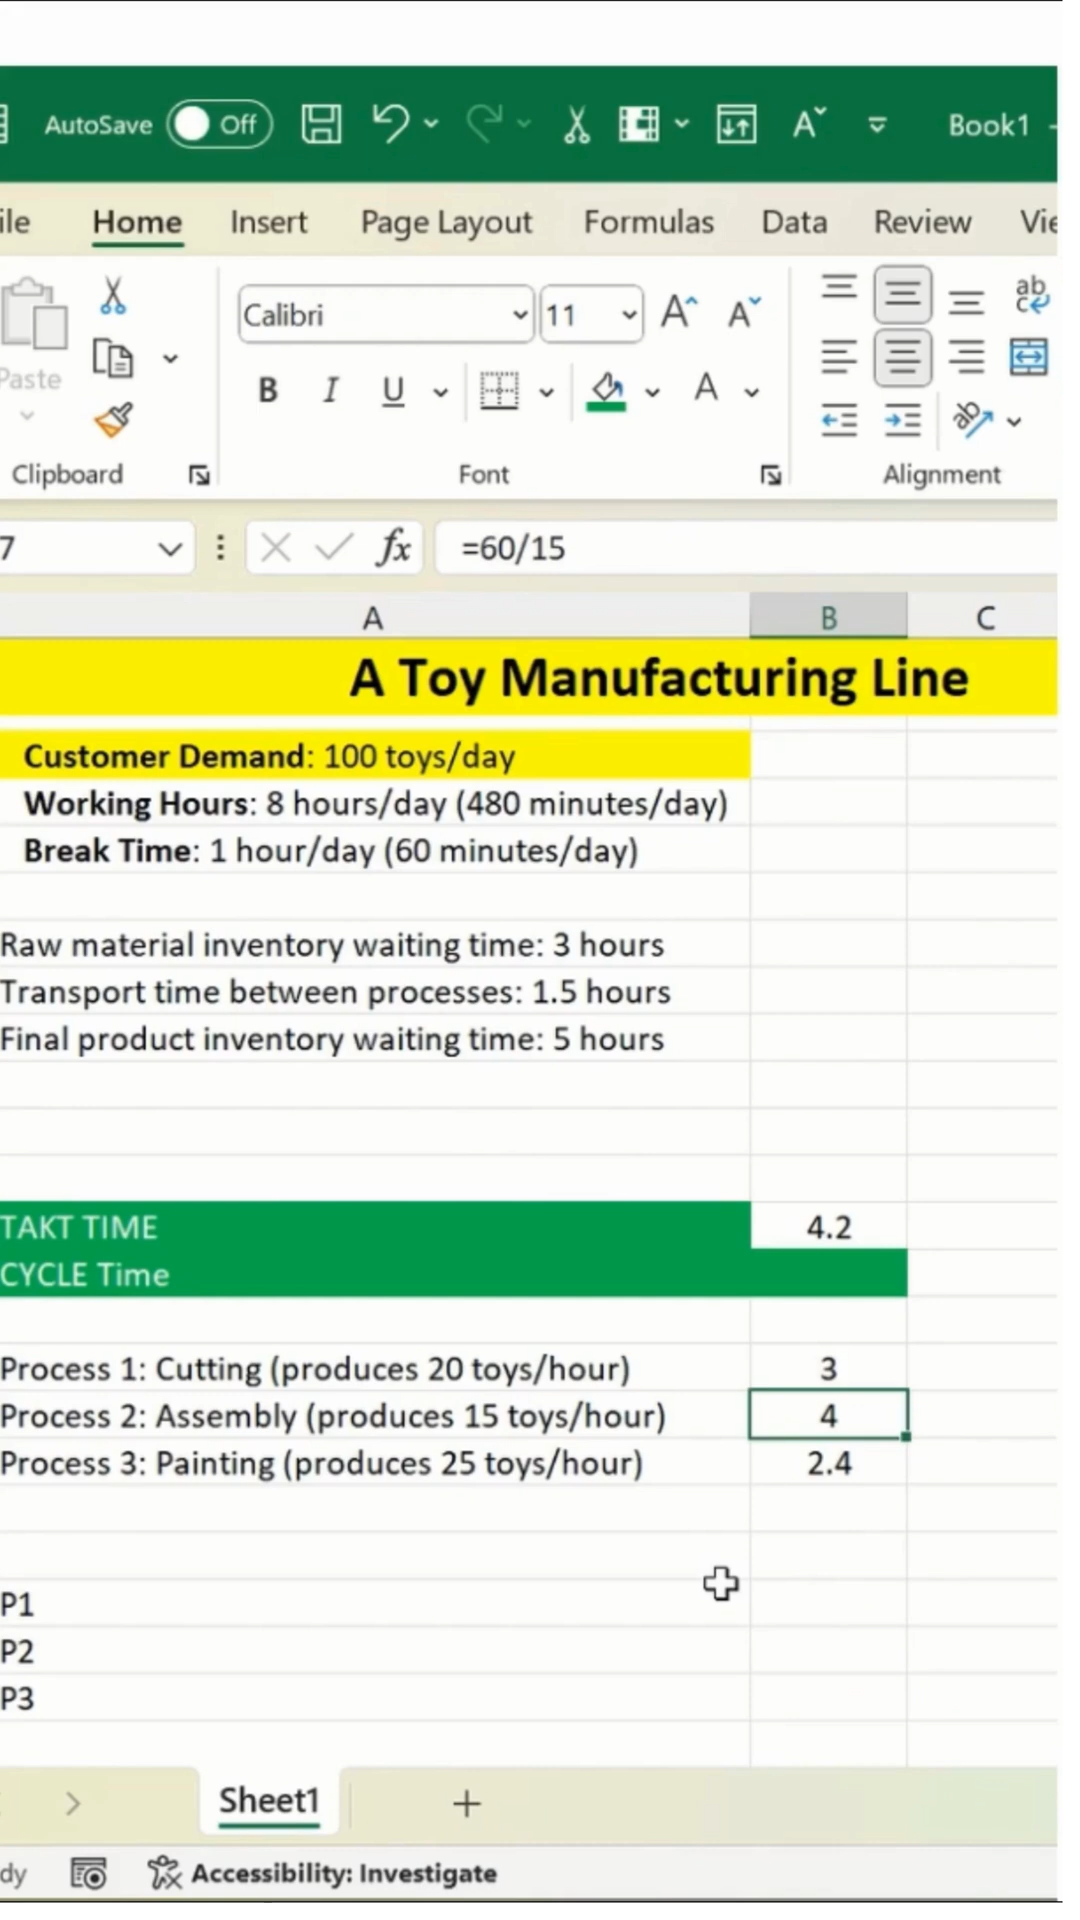 AutoSave Off Book1 -
ile Home Insert Page Layout Formulas Data Review Vie
Calibri 11 A A ab
Paste B I U A ab
Clipboard Font Alignment
7 fx =60/15
A B C
A Toy Manufacturing Line
Customer Demand: 100 toys/day
Working Hours: 8 hours/day (480 minutes/day)
Break Time: 1 hour/day (60 minutes/day)
Raw material inventory waiting time: 3 hours
Transport time between processes: 1.5 hours
Final product inventory waiting time: 5 hours
TAKT TIME 4.2
CYCLE Time
Process 1: Cutting (produces 20 toys/hour) 3
Process 2: Assembly (produces 15 toys/hour) 4
Process 3: Painting (produces 25 toys/hour) 2.4
P1
P2
P3
Sheet1 +
dy Accessibility: Investigate